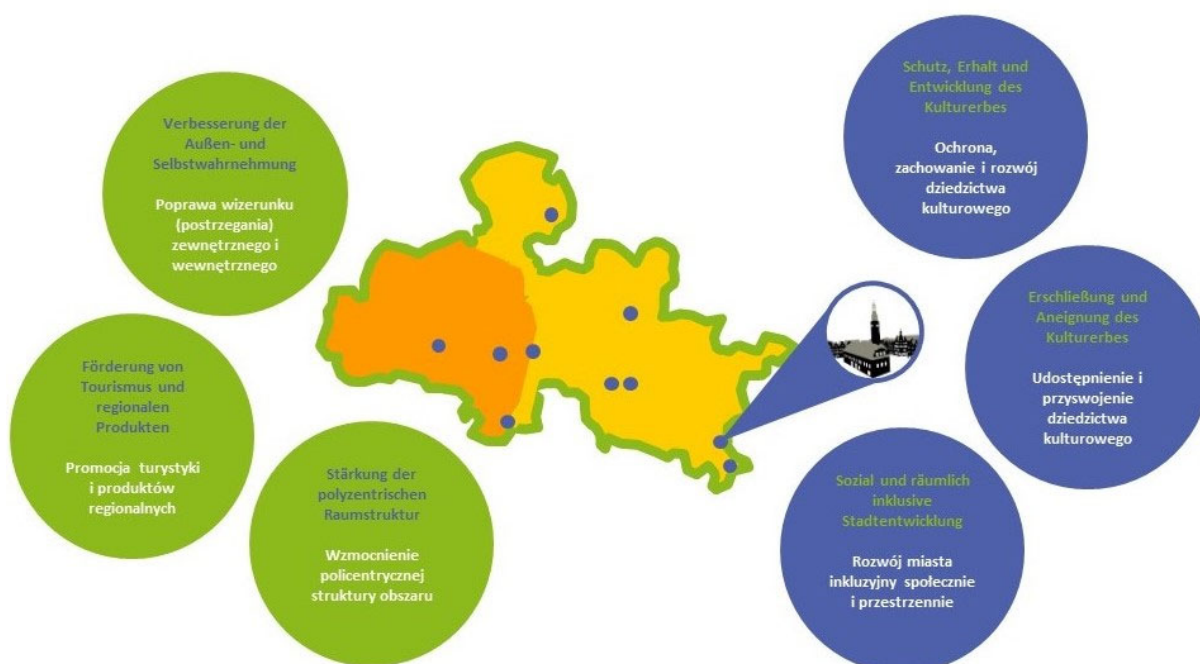 Verbesserung der
Außen- und
Selbstwahrnehmung
Poprawa wizerunku
(postrzegania)
zewnętrznego i
wewnętrznego
Förderung von
Tourismus und
regionalen
Produkten
Promocja turystyki
i produktów
regionalnych
Stärkung der
polyzentrischen
Raumstruktur
Wzmocnienie
policentrycznej
struktury obszaru
Schutz, Erhalt und
Entwicklung des
Kulturerbes
Ochrona,
zachowanie i rozwój
dziedzictwa
kulturowego
Erschließung und
Aneignung des
Kulturerbes
Udostępnienie i
przyswojenie
dziedzictwa
kulturowego
Sozial und räumlich
inklusive
Stadtentwicklung
Rozwój miasta
inkluzyjny społecznie
i przestrzennie